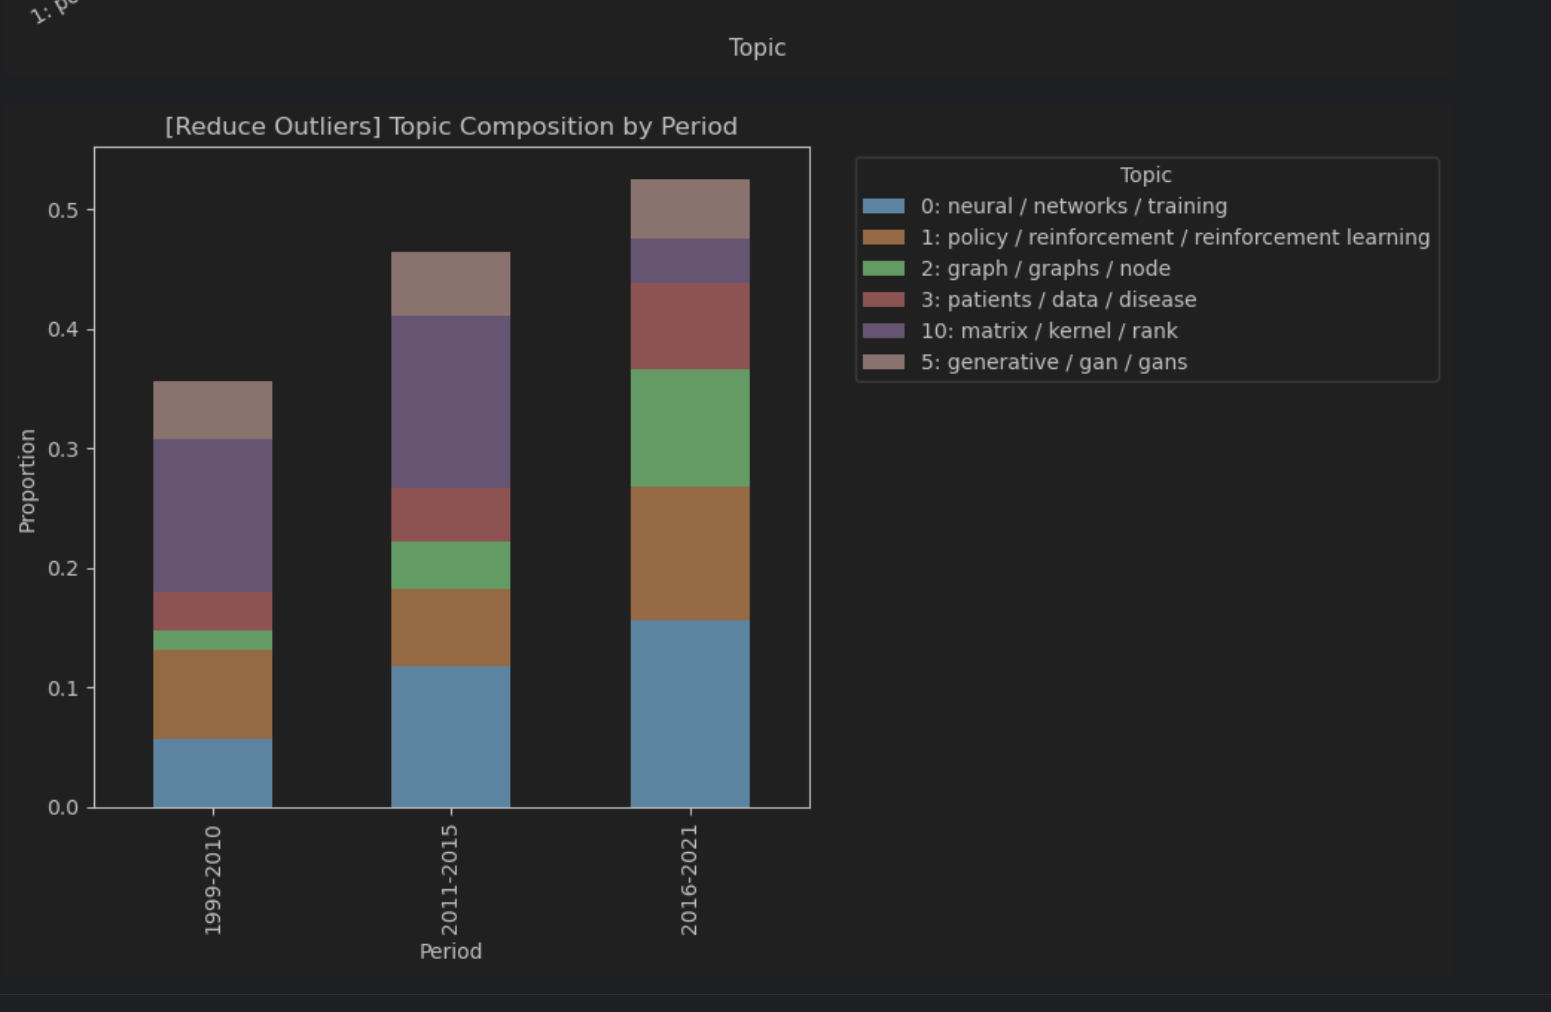 1:
Topic
[Reduce Outliers] Topic Composition by Period
Topic
0: neural / networks / training
1: policy / reinforcement / reinforcement learning
2: graph / graphs / node
3: patients / data / disease
10: matrix / kernel / rank
5: generative / gan / gans
0.5
0.4
0.3
0.2
0.1
0.0
Proportion
1999-2010
2011-2015
2016-2021
Period